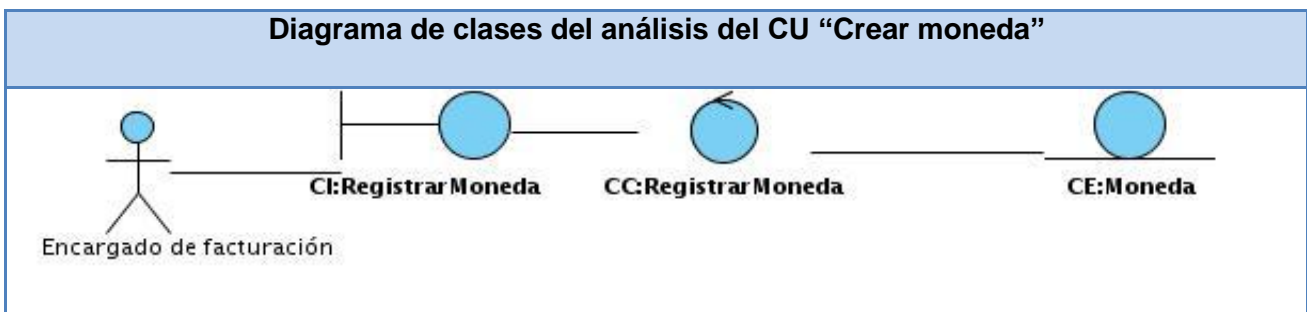 Diagrama de clases del análisis del CU “Crear moneda”
CI:RegistrarMoneda
CC:RegistrarMoneda
CE:Moneda
Encargado de facturación